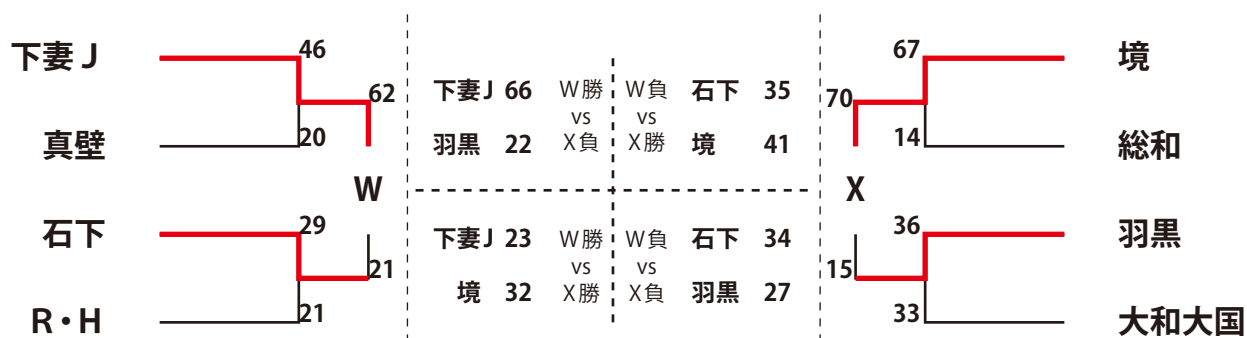 下妻J
46
62
真壁
20
W
石下
29
21
R・H
21
下妻J 66 W勝 W負 石下 35
vs vs
羽黒 22 X負 X勝 境 41
下妻J 23 W勝 W負 石下 34
vs vs
境 32 X勝 X負 羽黒 27
67
境
70
14
総和
X
36
羽黒
15
33
大和大国